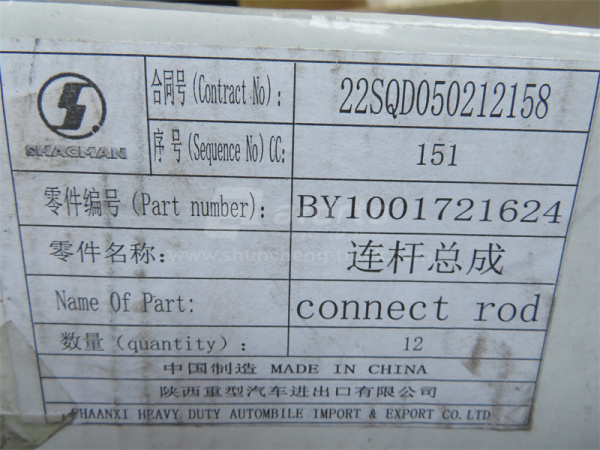 SHACMAN
合同号(Contract No):
22SQD050212158
序号(Sequence No)CC:
151
零件编号(Part number):
BY1001721624
零件名称:
连杆总成
Name Of Part:
connect rod
数量(quantity):
12
中国制造 MADE IN CHINA
陕西重型汽车进出口有限公司
SHAANXI HEAVY DUTY AUTOMBILE IMPORT & EXPORT CO.LTD